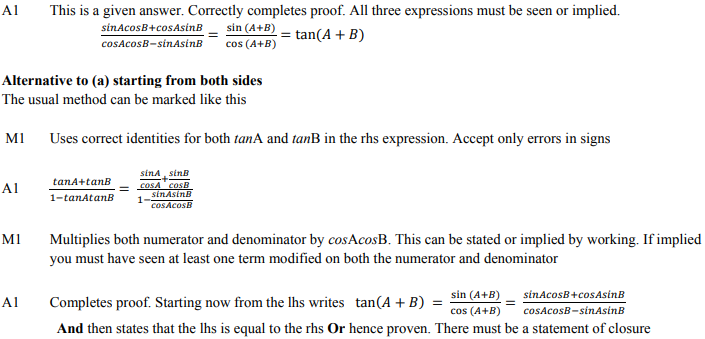 A1 This is a given answer. Correctly completes proof. All three expressions must be seen or implied.
sinAcosB+cosAsinB / cosAcosB−sinAsinB = sin (A+B) / cos (A+B) = tan(A + B)
Alternative to (a) starting from both sides
The usual method can be marked like this
M1 Uses correct identities for both tanA and tanB in the rhs expression. Accept only errors in signs
A1 tanA+tanB / 1−tanAtanB = (sinA/cosA + sinB/cosB) / (1 − sinAsinB/cosAcosB)
M1 Multiplies both numerator and denominator by cosAcosB. This can be stated or implied by working. If implied
you must have seen at least one term modified on both the numerator and denominator
A1 Completes proof. Starting now from the lhs writes tan(A + B) = sin (A+B) / cos (A+B) = sinAcosB+cosAsinB / cosAcosB−sinAsinB
And then states that the lhs is equal to the rhs Or hence proven. There must be a statement of closure